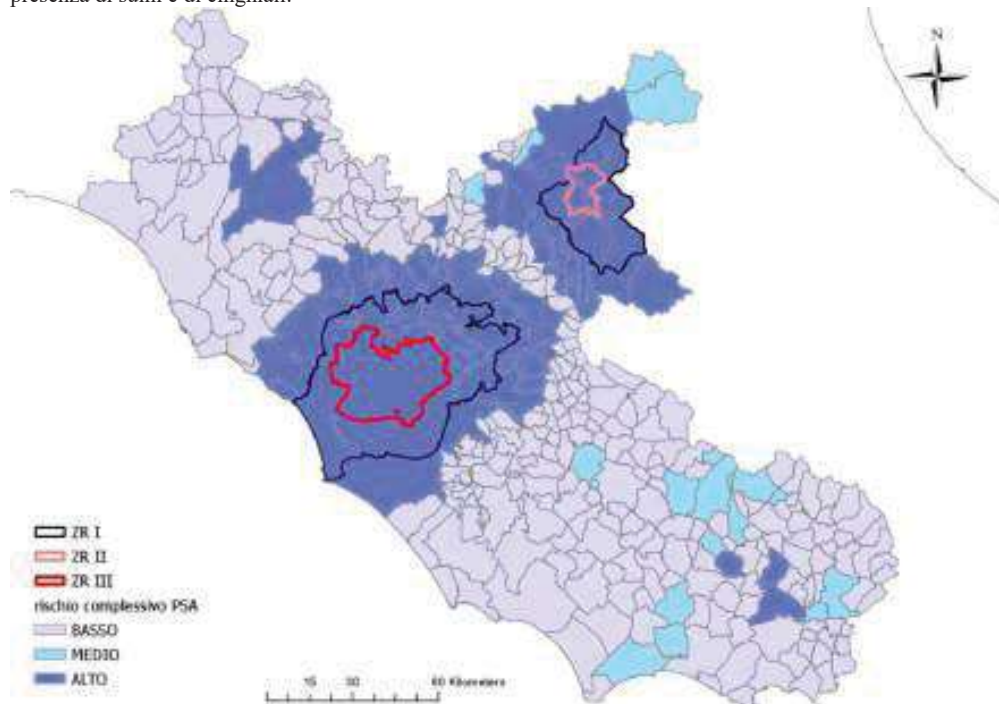 presenza di suini e di cinghiali.
N
ZR I
ZR II
ZR III
rischio complessivo PSA
BASSO
MEDIO
ALTO
15 30 60 Kilometers